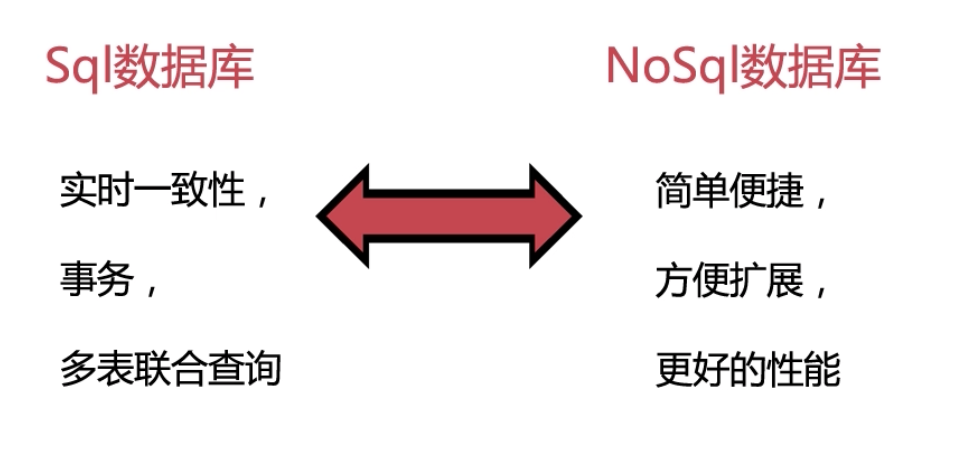 Sql数据库
NoSql数据库
实时一致性，
事务，
多表联合查询
简单便捷，
方便扩展，
更好的性能